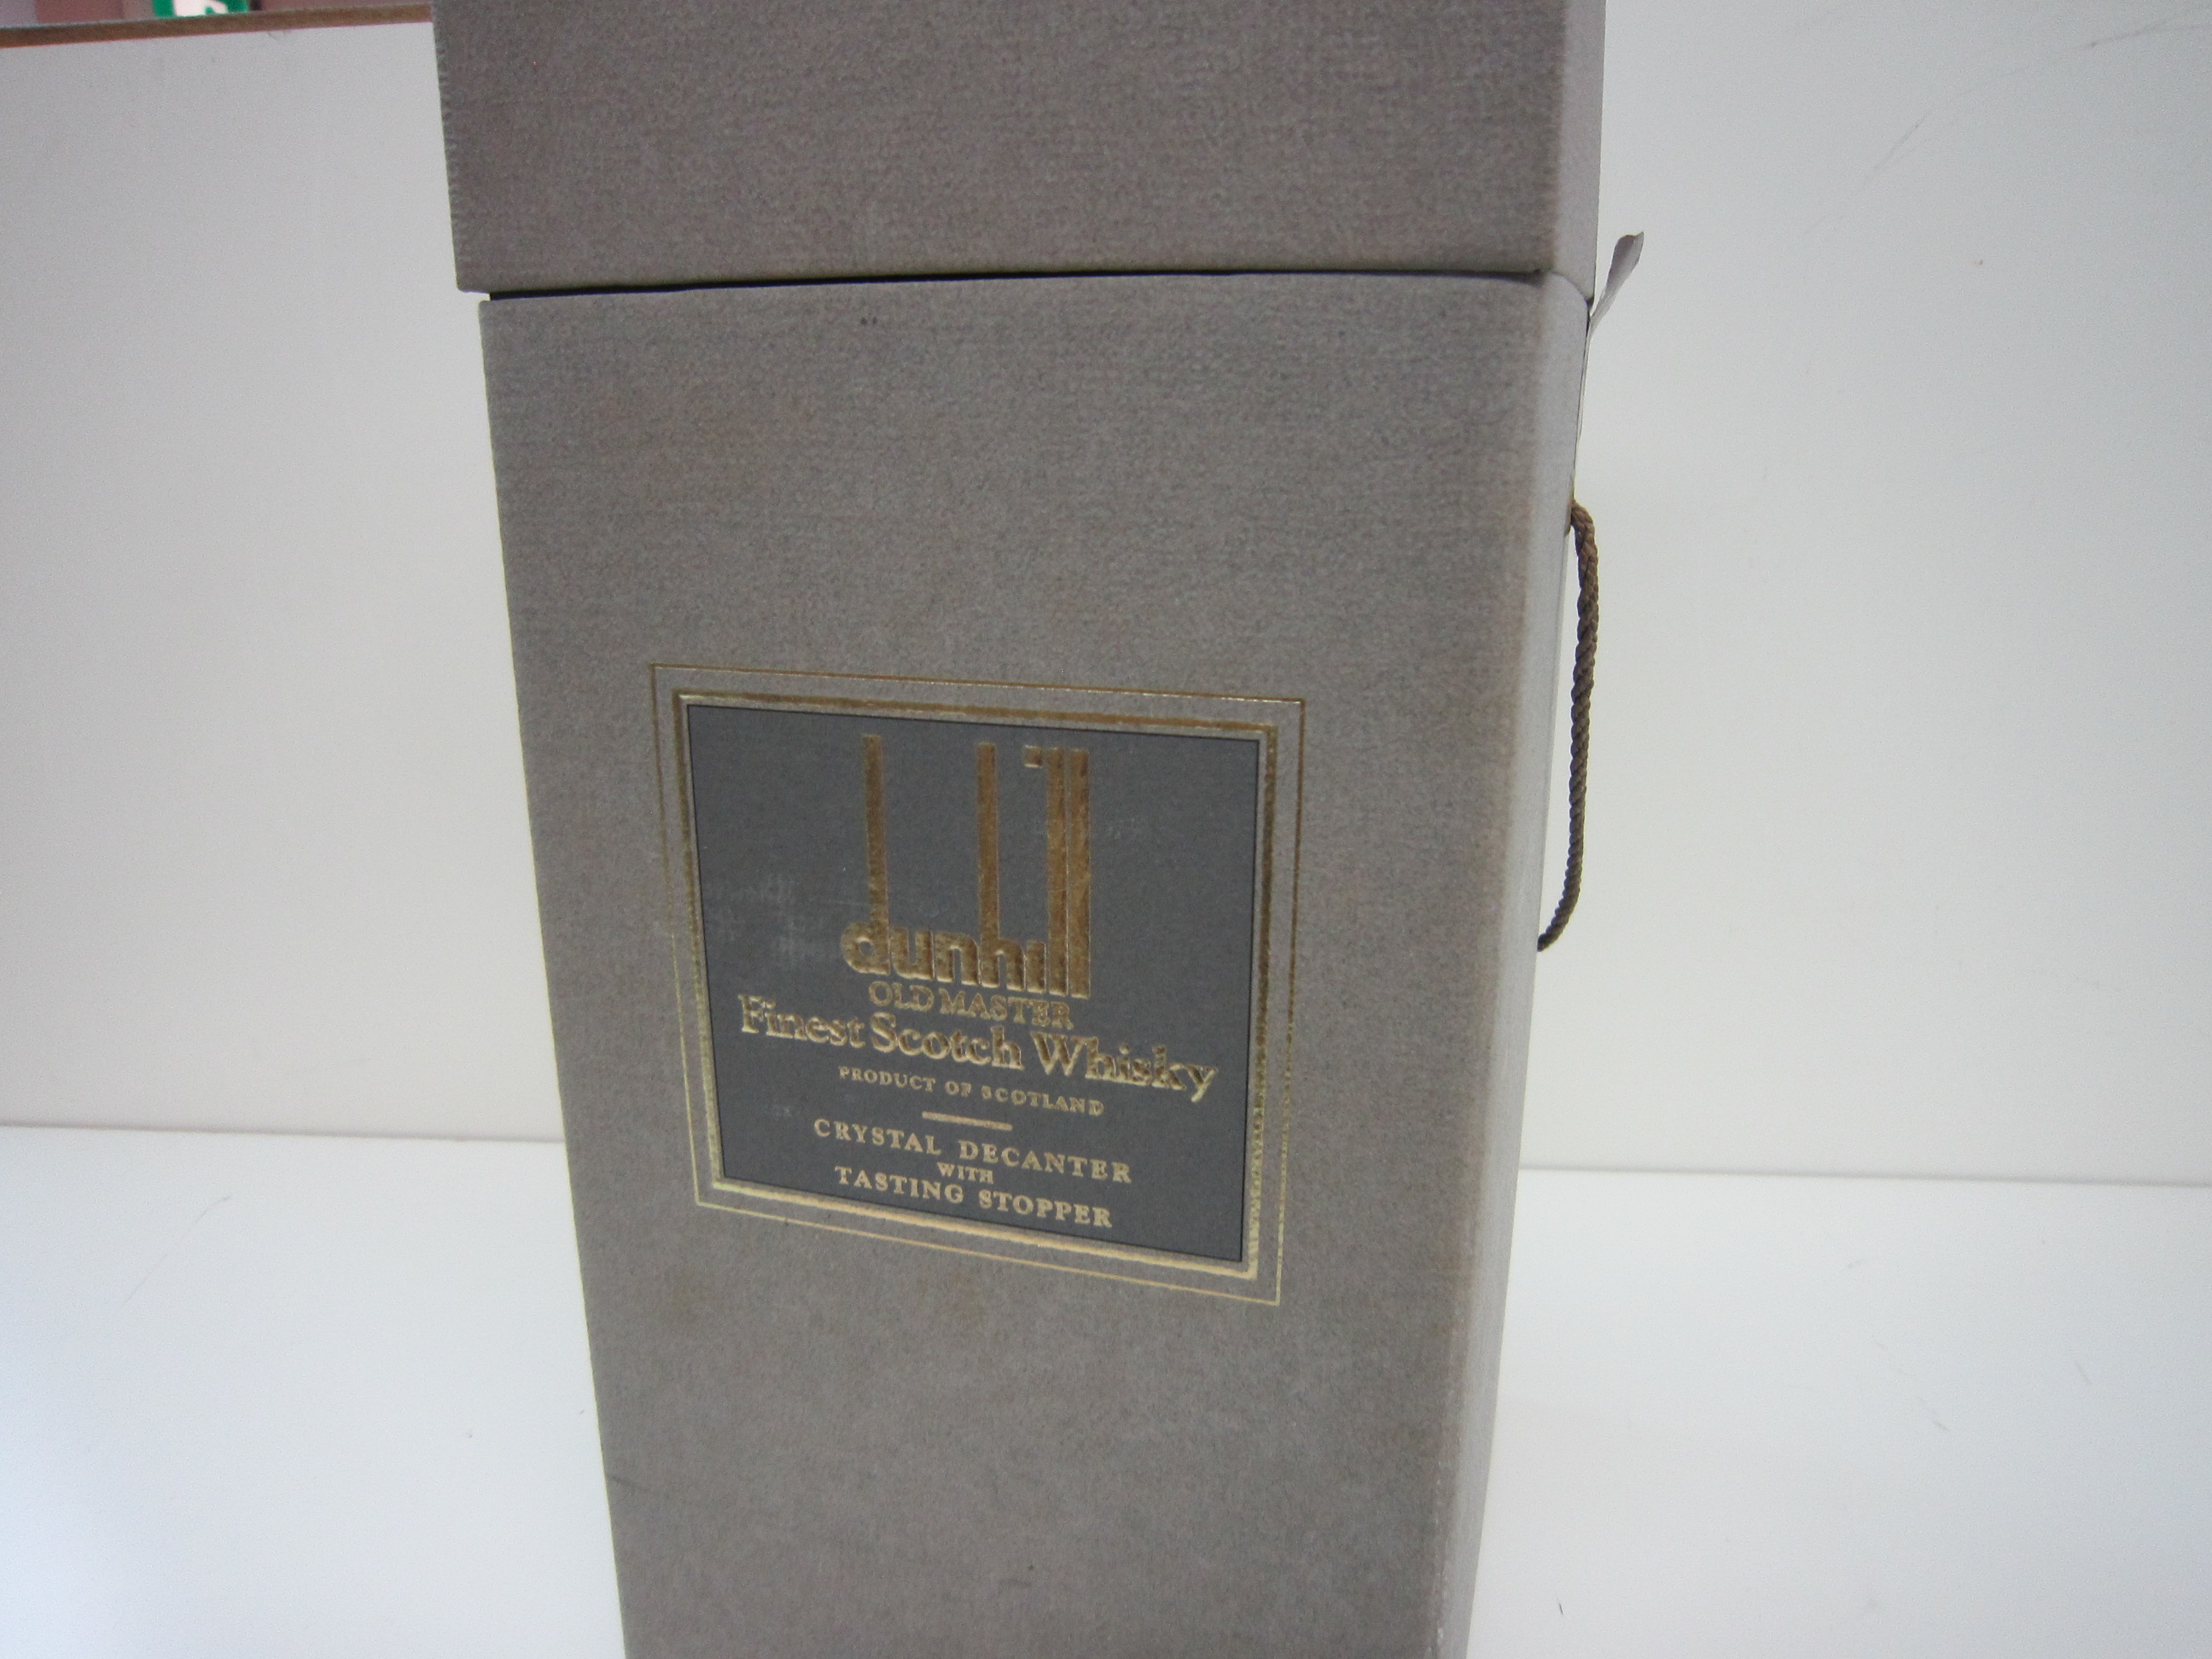 dunhill
OLD MASTER
Finest Scotch Whisky
PRODUCT OF SCOTLAND
CRYSTAL DECANTER
WITH
TASTING STOPPER